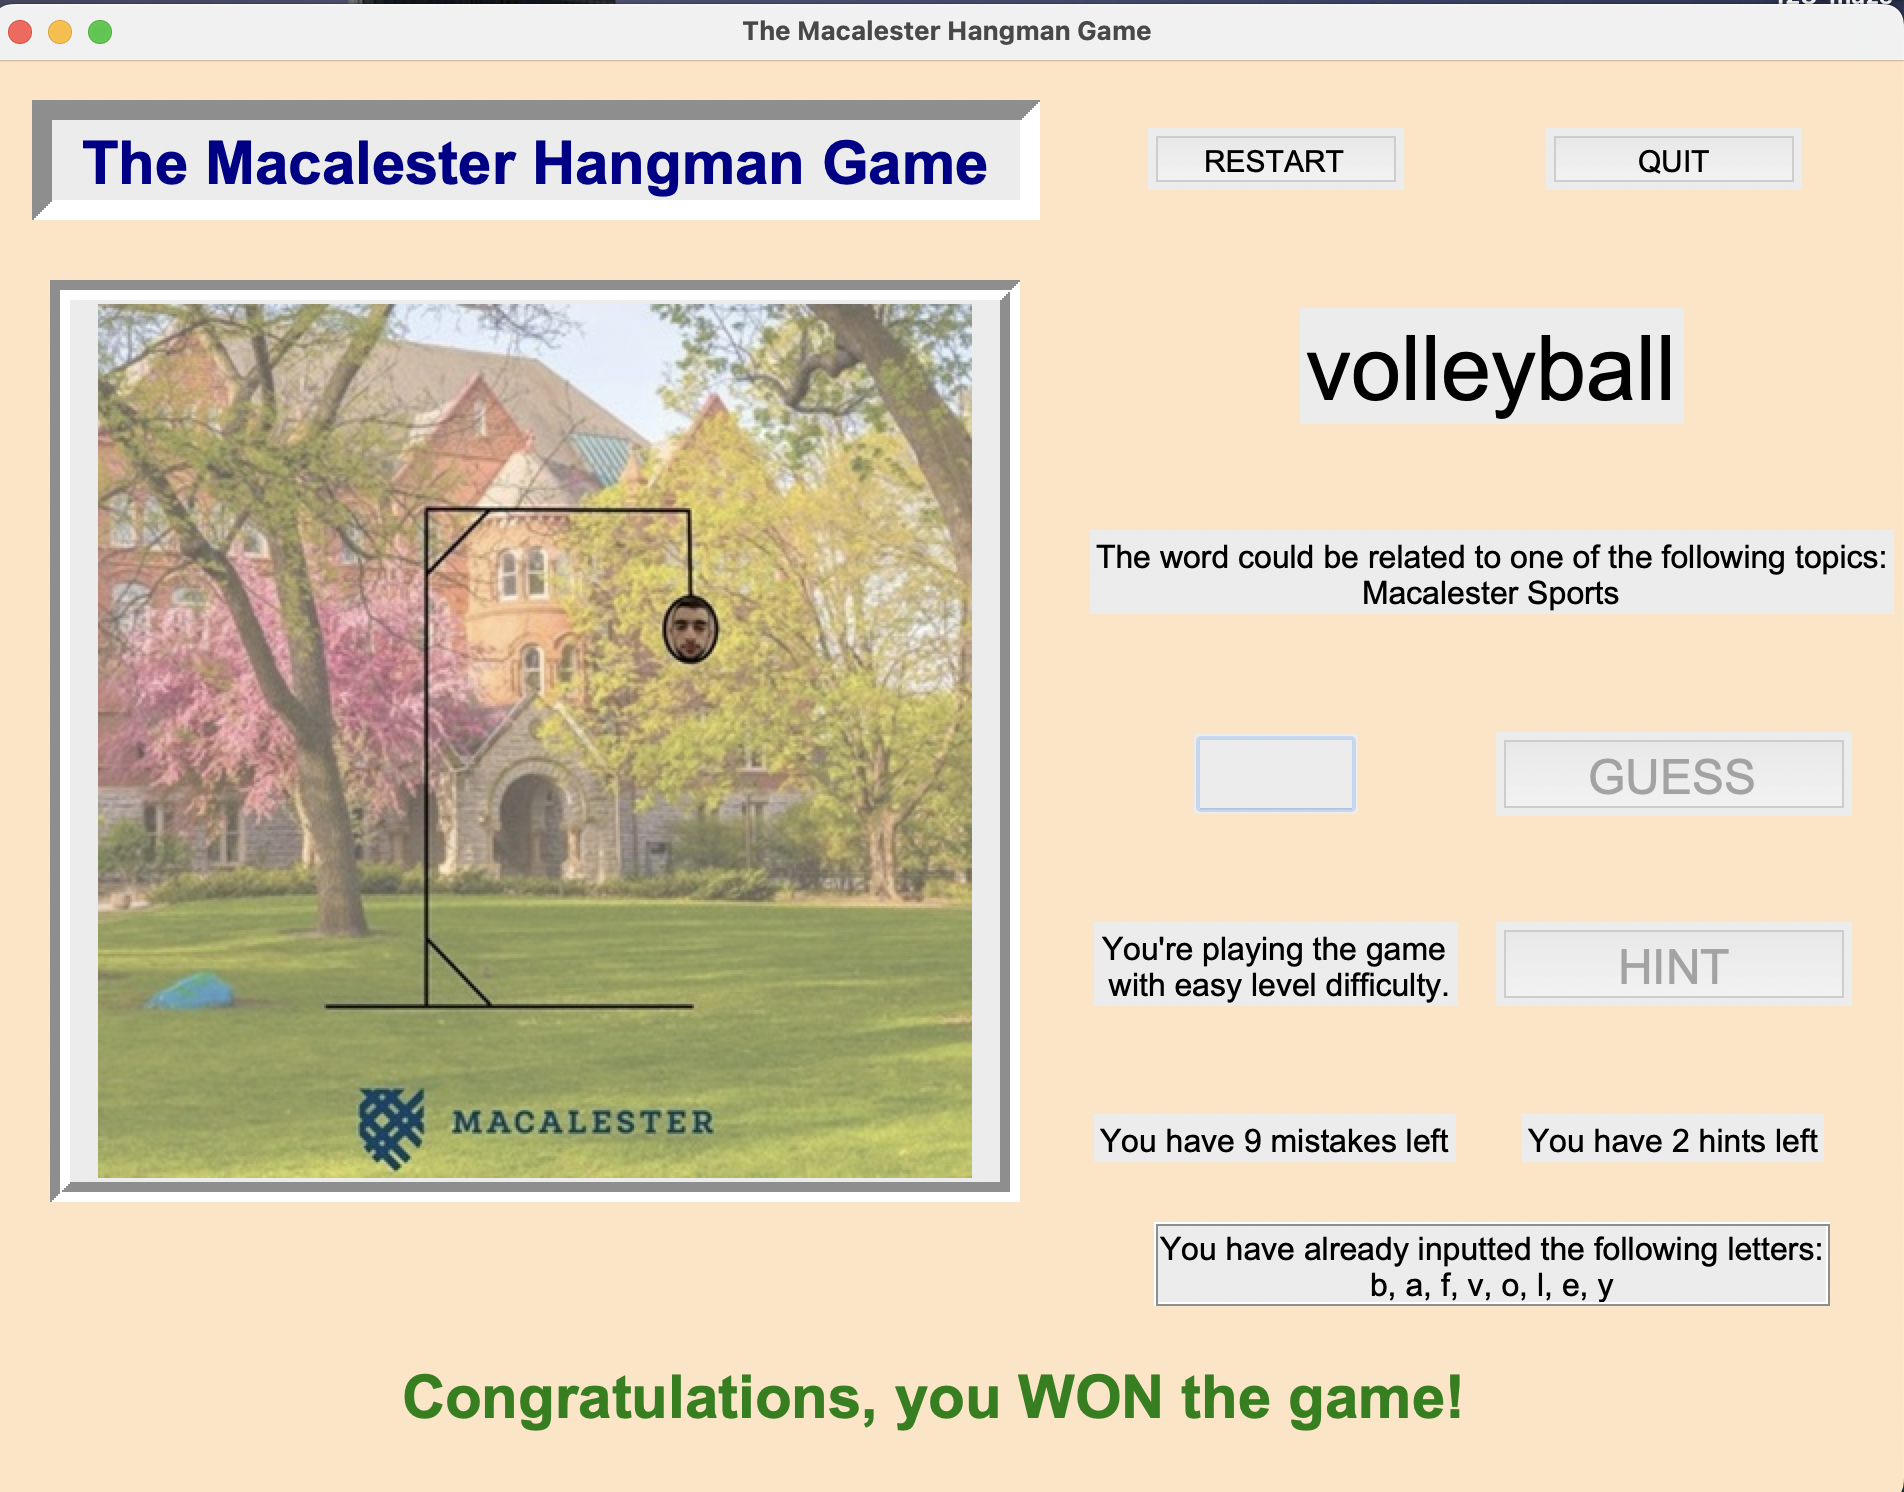 The Macalester Hangman Game
The Macalester Hangman Game
RESTART
QUIT
volleyball
The word could be related to one of the following topics:
Macalester Sports
GUESS
You're playing the game
with easy level difficulty.
HINT
MACALESTER
You have 9 mistakes left
You have 2 hints left
You have already inputted the following letters:
b, a, f, v, o, l, e, y
Congratulations, you WON the game!